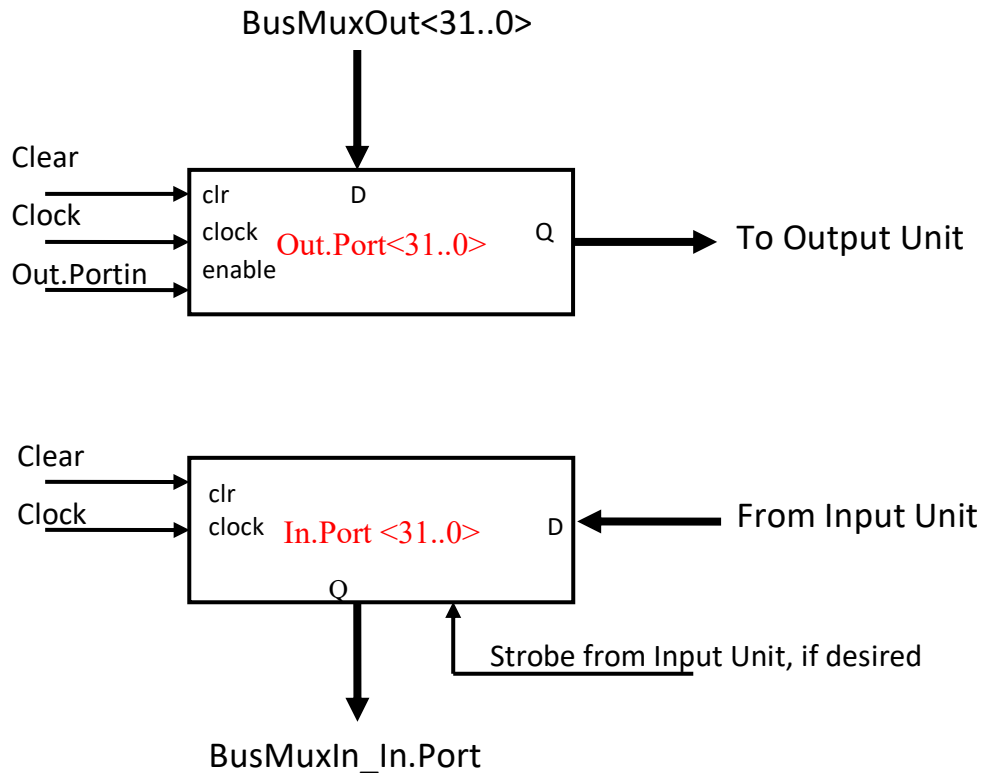 BusMuxOut<31..0>
Clear
clr
D
Clock
clock
Out.Port<31..0>
Q
To Output Unit
Out.Portin
enable
Clear
clr
Clock
clock
In.Port <31..0>
D
From Input Unit
Q
Strobe from Input Unit, if desired
BusMuxIn_In.Port